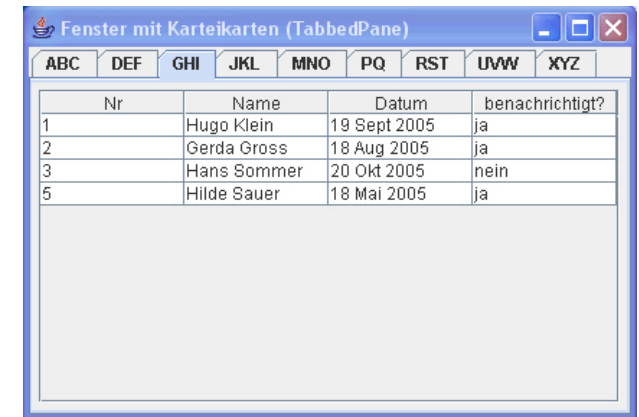 Fenster mit Karteikarten (TabbedPane)
ABC DEF GHI JKL MNO PQ RST UVW XYZ
Nr Name Datum benachrichtigt?
1 Hugo Klein 19 Sept 2005 ja
2 Gerda Gross 18 Aug 2005 ja
3 Hans Sommer 20 Okt 2005 nein
5 Hilde Sauer 18 Mai 2005 ja